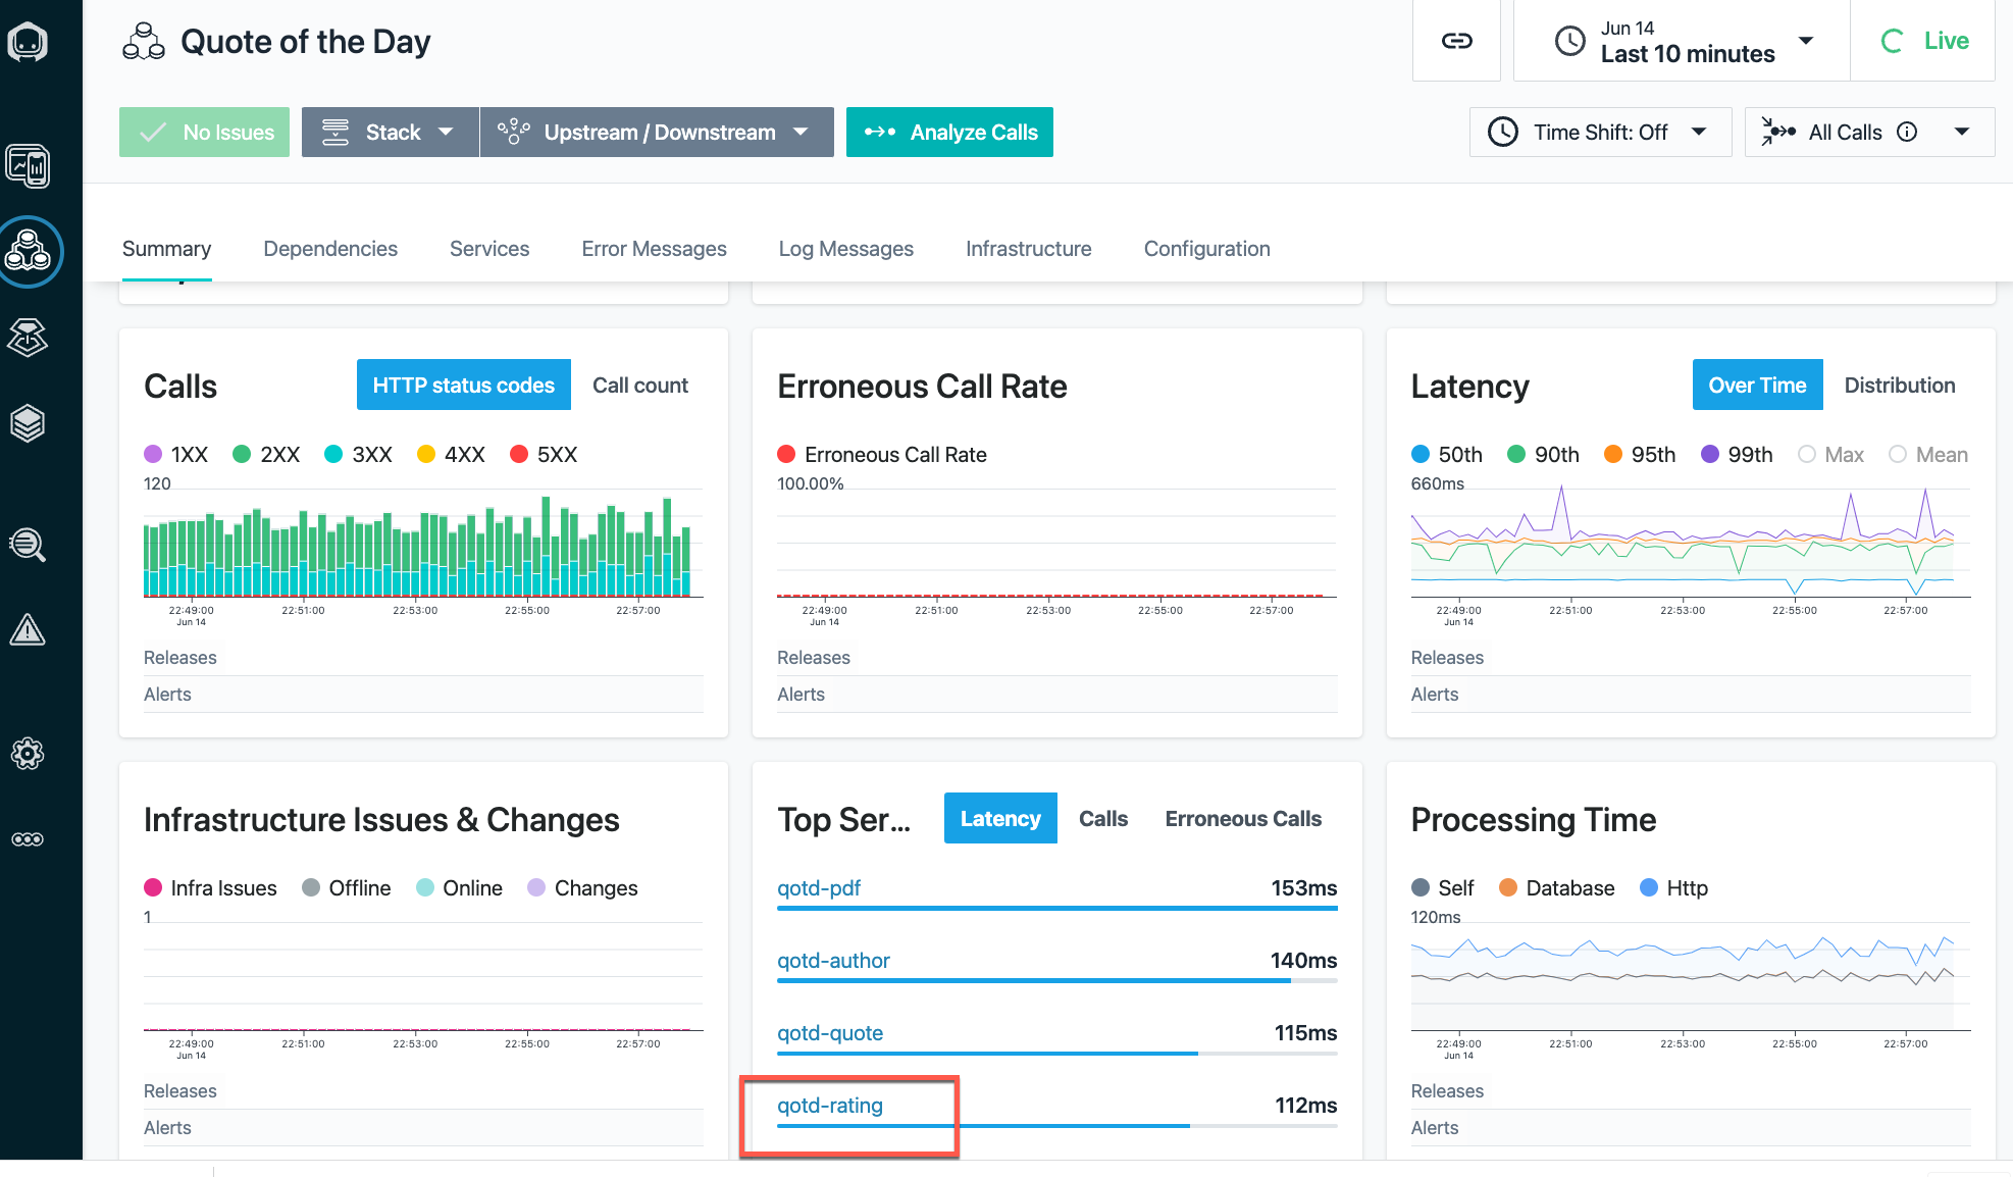 Quote of the Day
Jun 14
Last 10 minutes
Live
No Issues
Stack
Upstream / Downstream
Analyze Calls
Time Shift: Off
All Calls
Summary
Dependencies
Services
Error Messages
Log Messages
Infrastructure
Configuration
Calls
HTTP status codes
Call count
1XX 2XX 3XX 4XX 5XX
120
22:49:00 22:51:00 22:53:00 22:55:00 22:57:00
Jun 14
Releases
Alerts
Erroneous Call Rate
Erroneous Call Rate
100.00%
22:49:00 22:51:00 22:53:00 22:55:00 22:57:00
Jun 14
Releases
Alerts
Latency
Over Time
Distribution
50th 90th 95th 99th Max Mean
660ms
22:49:00 22:51:00 22:53:00 22:55:00 22:57:00
Jun 14
Releases
Alerts
Infrastructure Issues & Changes
Infra Issues Offline Online Changes
1
22:49:00 22:51:00 22:53:00 22:55:00 22:57:00
Jun 14
Releases
Alerts
Top Ser...
Latency
Calls
Erroneous Calls
qotd-pdf 153ms
qotd-author 140ms
qotd-quote 115ms
qotd-rating 112ms
Processing Time
Self Database Http
120ms
22:49:00 22:51:00 22:53:00 22:55:00 22:57:00
Jun 14
Releases
Alerts